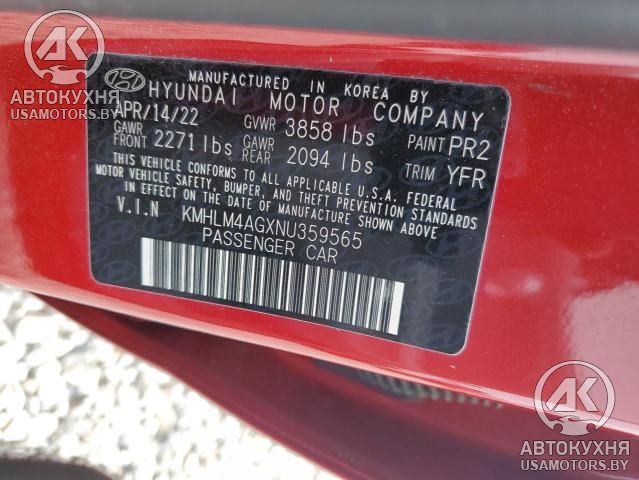 MANUFACTURED IN KOREA BY
HYUNDAI MOTOR COMPANY
APR/14/22 GVWR 3858 lbs PAINT PR2
GAWR FRONT 2271 lbs GAWR REAR 2094 lbs TRIM YFR
THIS VEHICLE CONFORMS TO ALL APPLICABLE U.S.A. FEDERAL
MOTOR VEHICLE SAFETY, BUMPER, AND THEFT PREVENTION STANDARDS
IN EFFECT ON THE DATE OF MANUFACTURE SHOWN ABOVE.
V.I.N KMHLM4AGXNU359565
PASSENGER CAR
АК
АВТОКУХНЯ
USAMOTORS.BY
АК
АВТОКУХНЯ
USAMOTORS.BY